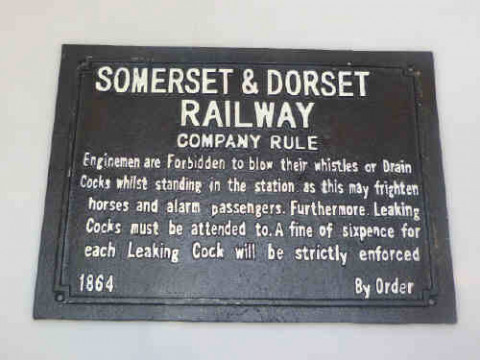 SOMERSET & DORSET
RAILWAY
COMPANY RULE
Enginemen are Forbidden to blow their whistles or Drain
Cocks whilst standing in the station as this may frighten
horses and alarm passengers. Furthermore. Leaking
Cocks must be attended to. A fine of sixpence for
each Leaking Cock will be strictly enforced
1864 By Order